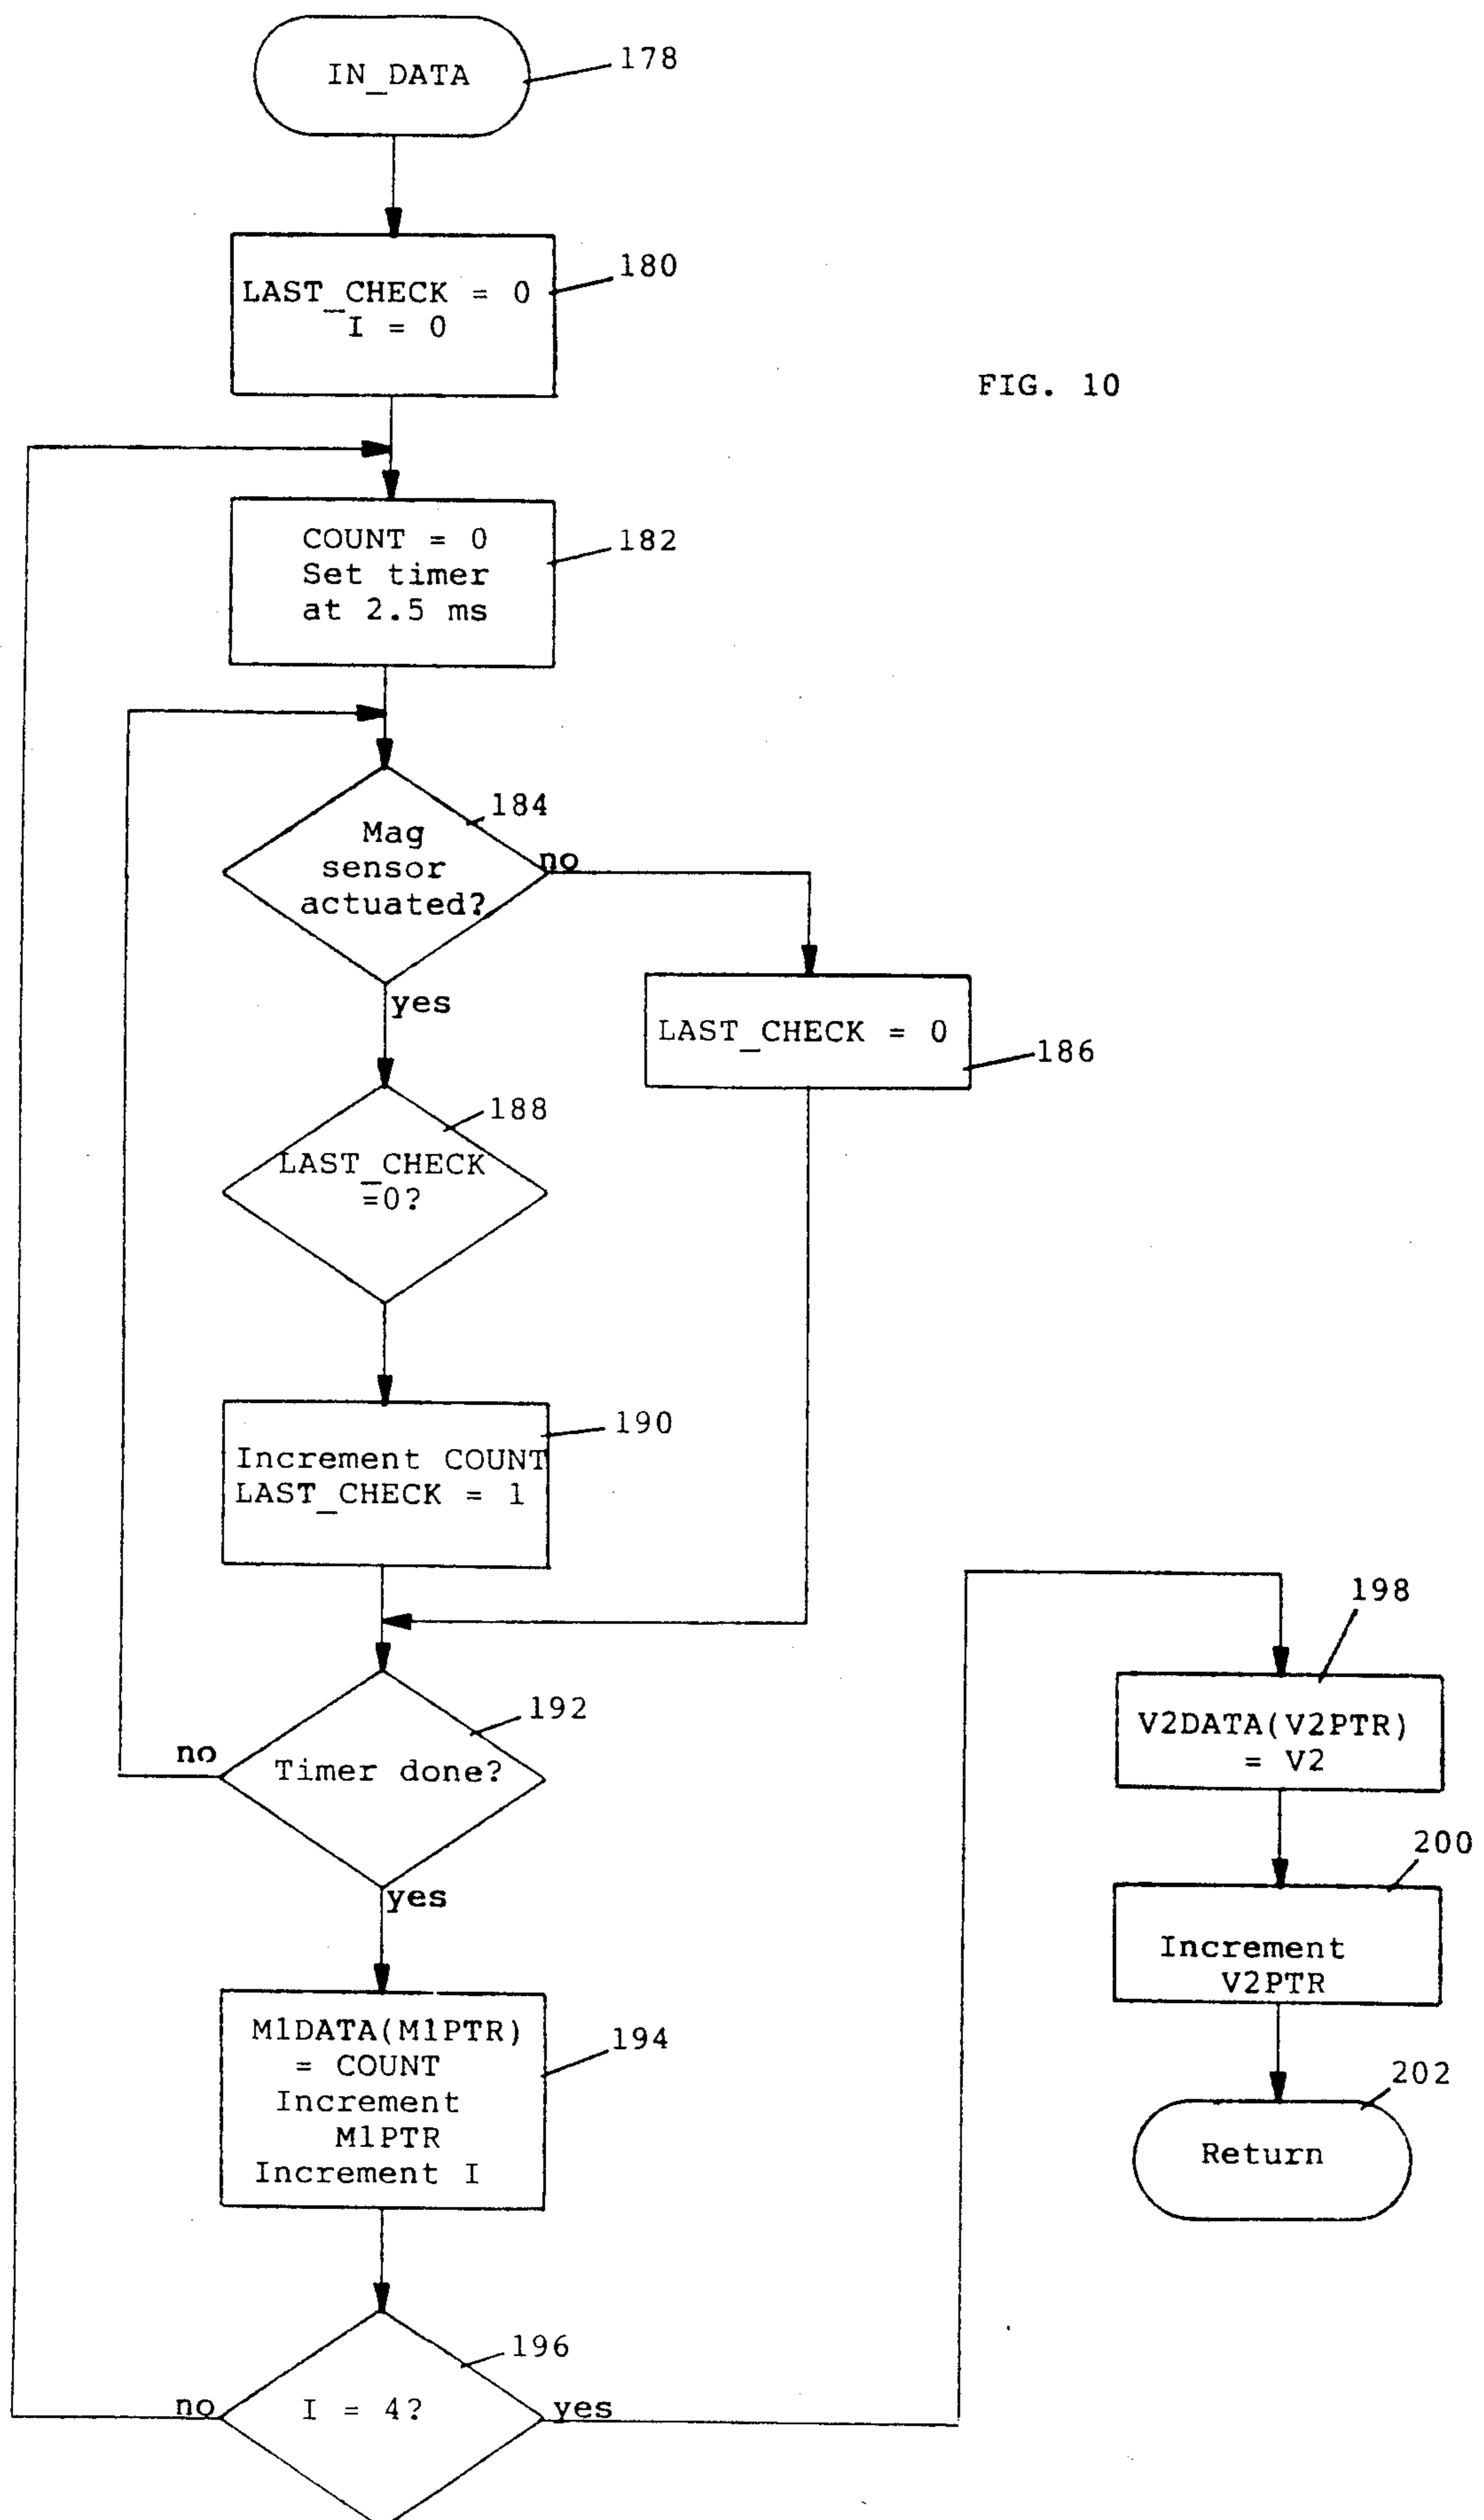 IN_DATA
178
LAST_CHECK = 0
I = 0
180
FIG. 10
COUNT = 0
Set timer
at 2.5 ms
182
184
Mag
sensor
actuated?
no
yes
LAST_CHECK = 0
186
188
LAST_CHECK
=0?
190
Increment COUNT
LAST_CHECK = 1
192
no
Timer done?
yes
M1DATA(M1PTR)
= COUNT
Increment
M1PTR
Increment I
194
196
no
I = 4?
yes
198
V2DATA(V2PTR)
= V2
200
Increment
V2PTR
202
Return